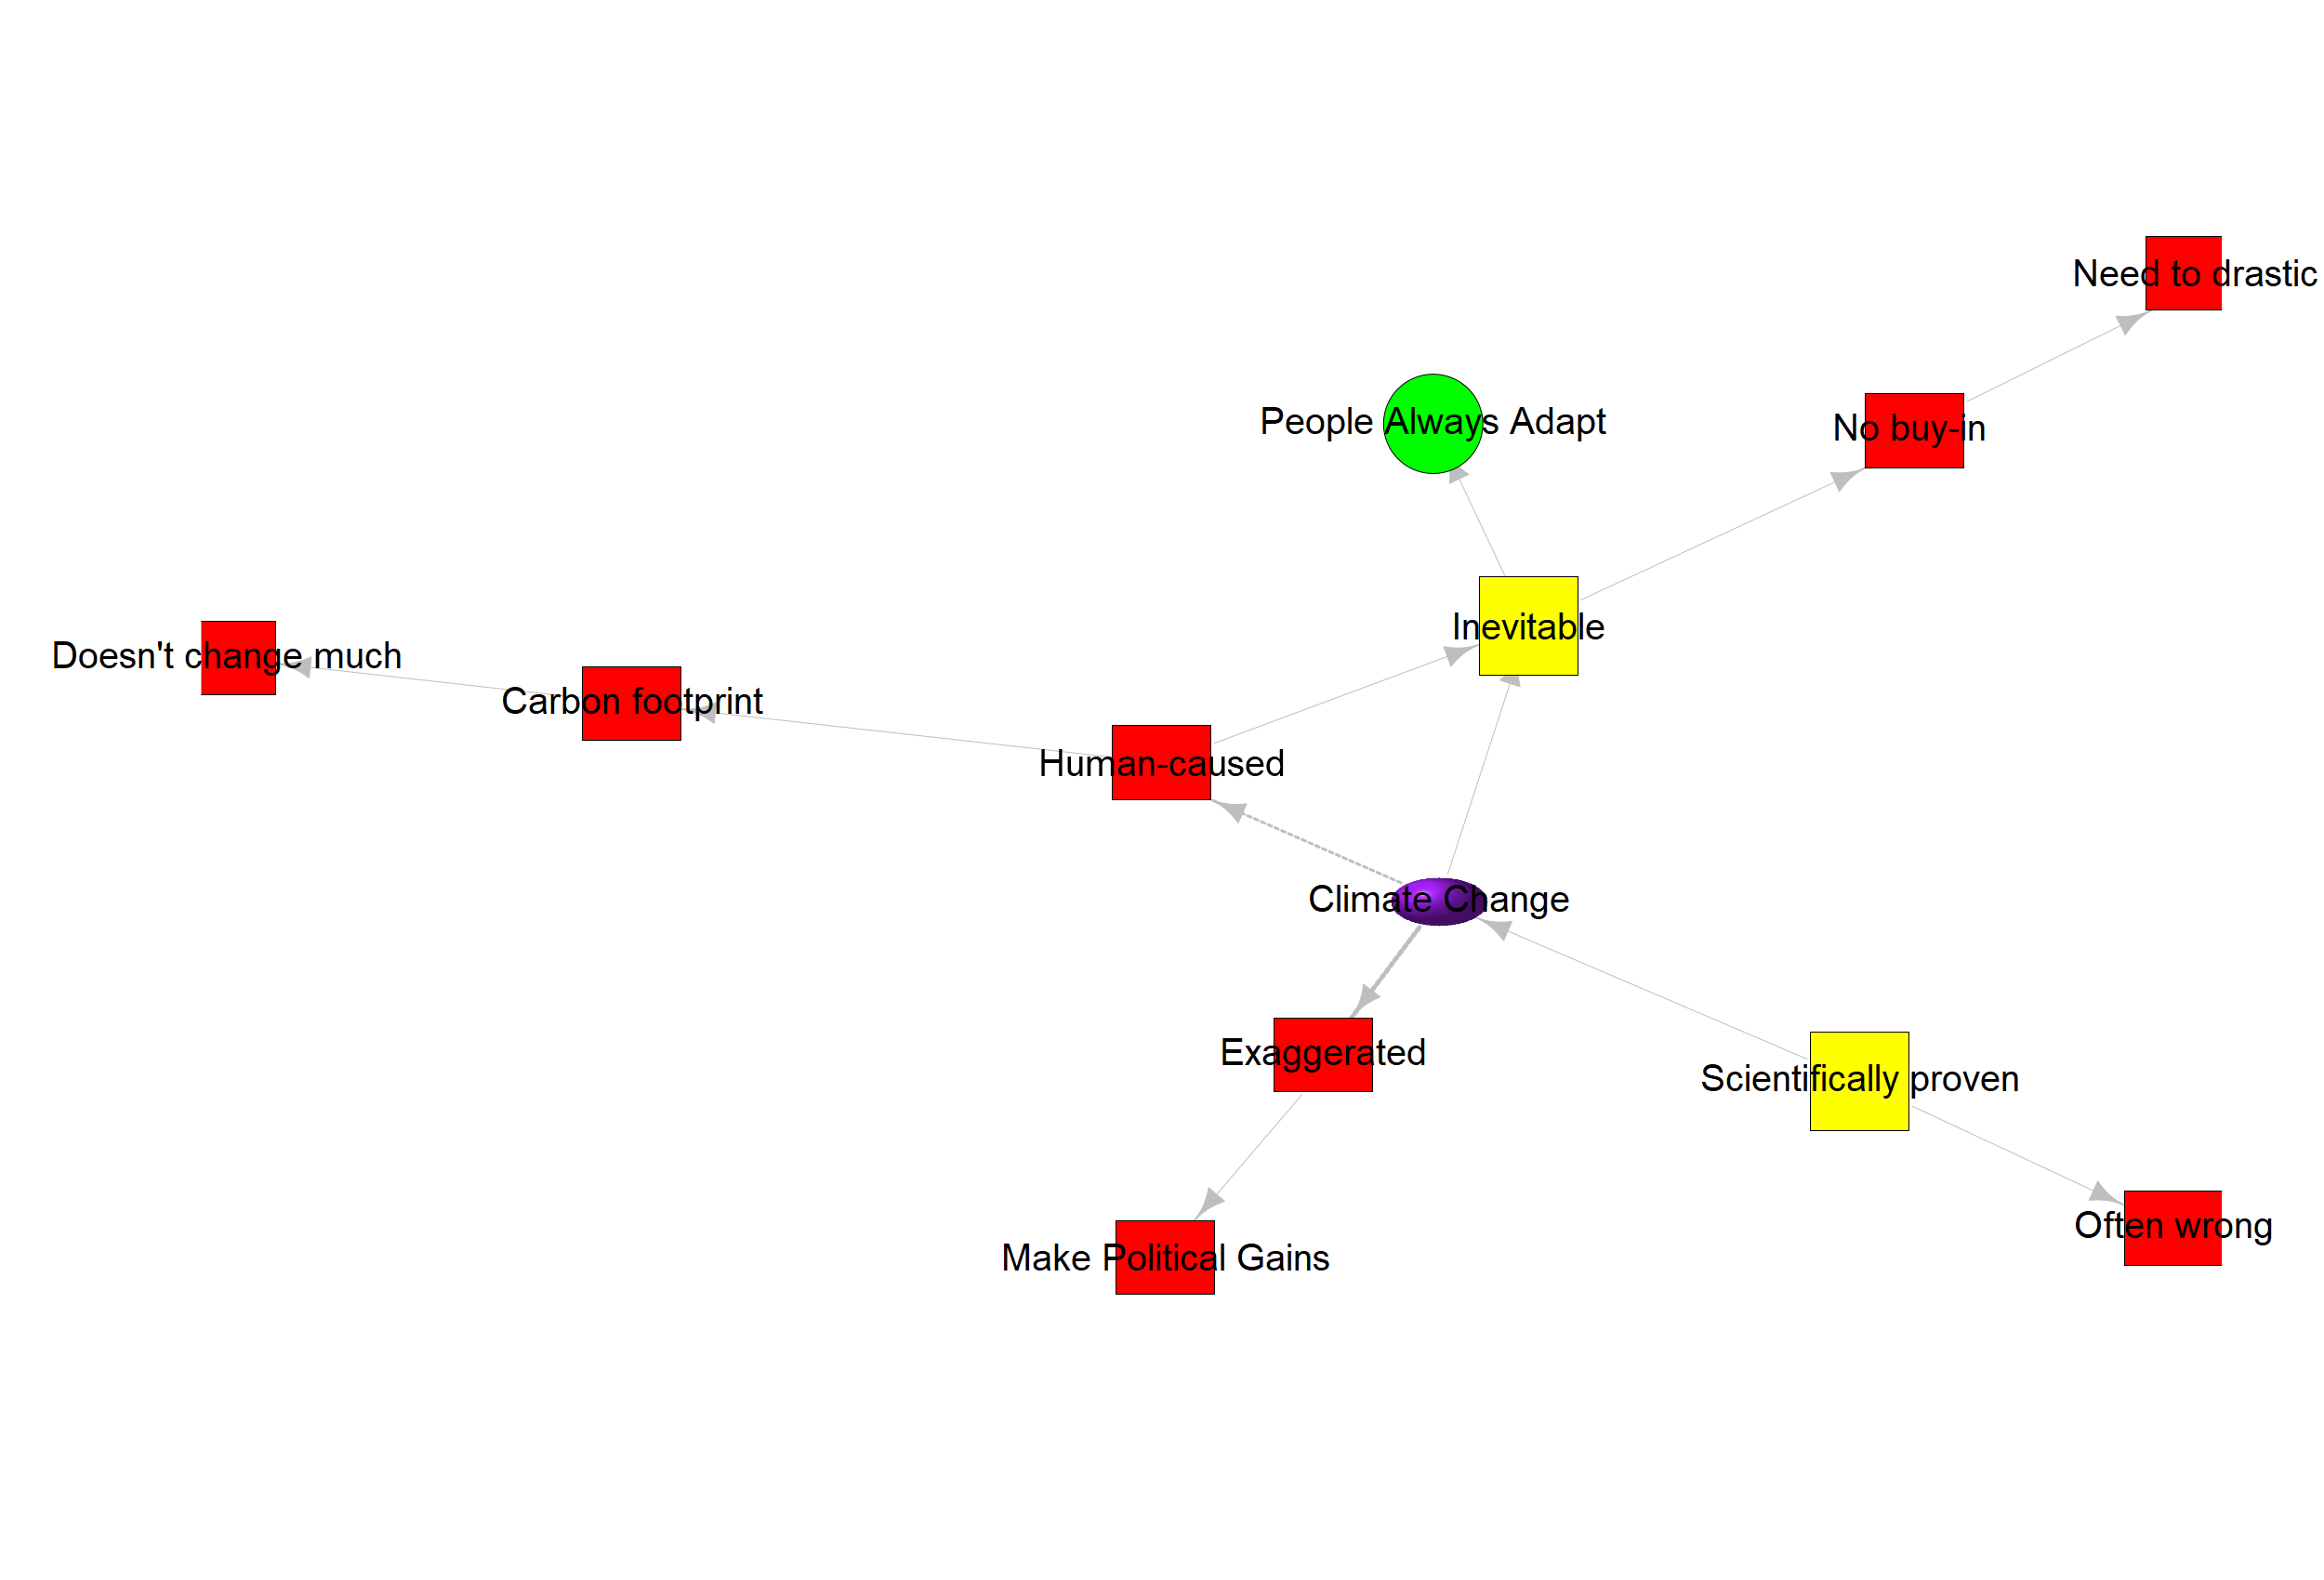 Need to drastic
People Always Adapt
No buy-in
Inevitable
Doesn't change much
Carbon footprint
Human-caused
Climate Change
Exaggerated
Scientifically proven
Often wrong
Make Political Gains